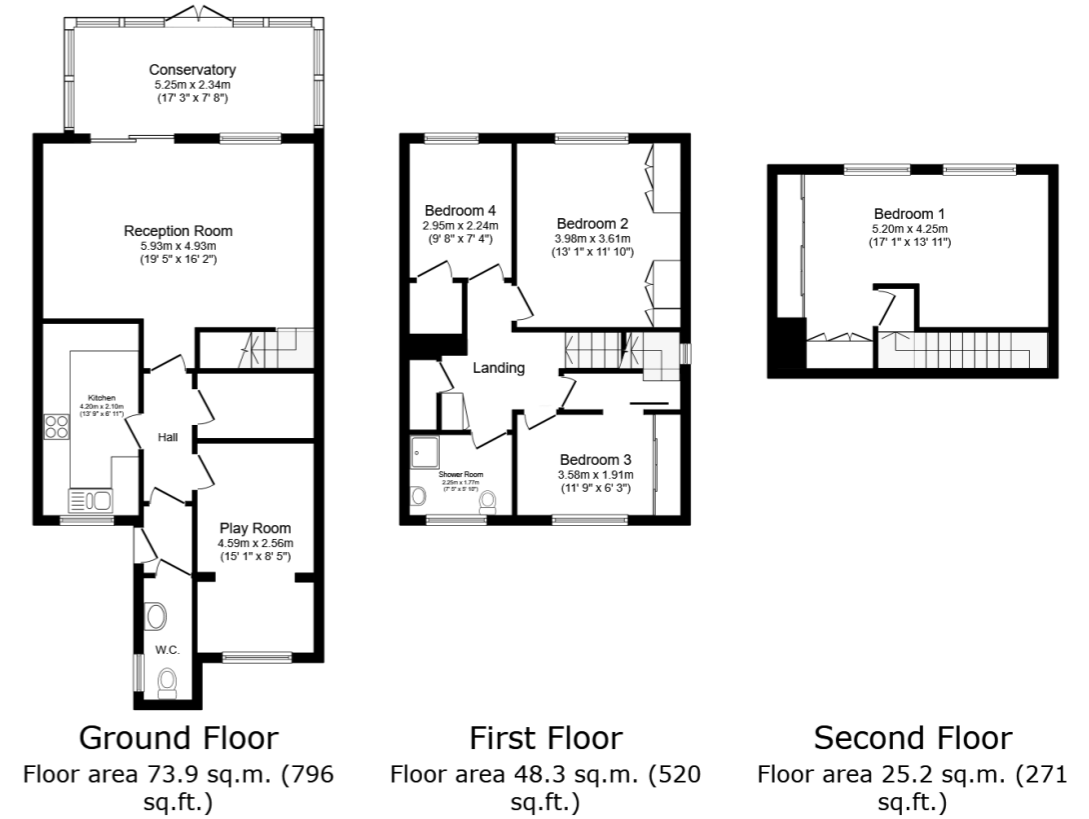 Conservatory
5.25m x 2.34m
(17' 3" x 7' 8")
Reception Room
5.93m x 4.93m
(19' 5" x 16' 2")
Kitchen
4.20m x 2.10m
(13' 9" x 6' 11")
Hall
Play Room
4.59m x 2.56m
(15' 1" x 8' 5")
W.C.
Ground Floor
Floor area 73.9 sq.m. (796
sq.ft.)
Bedroom 4
2.95m x 2.24m
(9' 8" x 7' 4")
Bedroom 2
3.98m x 3.61m
(13' 1" x 11' 10")
Landing
Shower Room
2.25m x 1.77m
(7' 5" x 5' 10")
Bedroom 3
3.58m x 1.91m
(11' 9" x 6' 3")
First Floor
Floor area 48.3 sq.m. (520
sq.ft.)
Bedroom 1
5.20m x 4.25m
(17' 1" x 13' 11")
Second Floor
Floor area 25.2 sq.m. (271
sq.ft.)